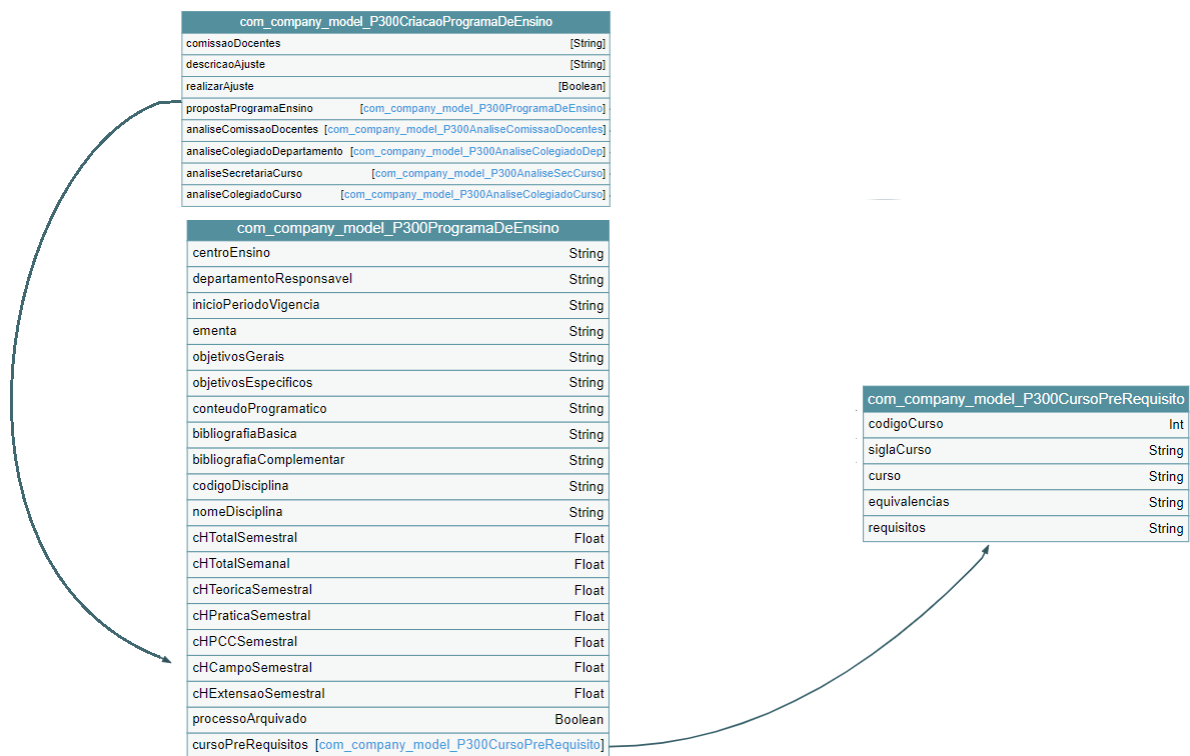 com_company_model_P300CriacaoProgramaDeEnsino
comissaoDocentes [String]
descricaoAjuste [String]
realizarAjuste [Boolean]
propostaProgramaEnsino [com_company_model_P300ProgramaDeEnsino]
analiseComissaoDocentes [com_company_model_P300AnaliseComissaoDocentes]
analiseColegiadoDepartamento [com_company_model_P300AnaliseColegiadoDep]
analiseSecretariaCurso [com_company_model_P300AnaliseSecCurso]
analiseColegiadoCurso [com_company_model_P300AnaliseColegiadoCurso]
com_company_model_P300ProgramaDeEnsino
centroEnsino String
departamentoResponsavel String
inicioPeriodoVigencia String
ementa String
objetivosGerais String
objetivosEspecificos String
conteudoProgramatico String
bibliografiaBasica String
bibliografiaComplementar String
codigoDisciplina String
nomeDisciplina String
cHTotalSemestral Float
cHTotalSemanal Float
cHTeoricaSemestral Float
cHPraticaSemestral Float
cHPCCSemestral Float
cHCampoSemestral Float
cHExtensaoSemestral Float
processoArquivado Boolean
cursoPreRequisitos [com_company_model_P300CursoPreRequisito]
com_company_model_P300CursoPreRequisito
codigoCurso Int
siglaCurso String
curso String
equivalencias String
requisitos String